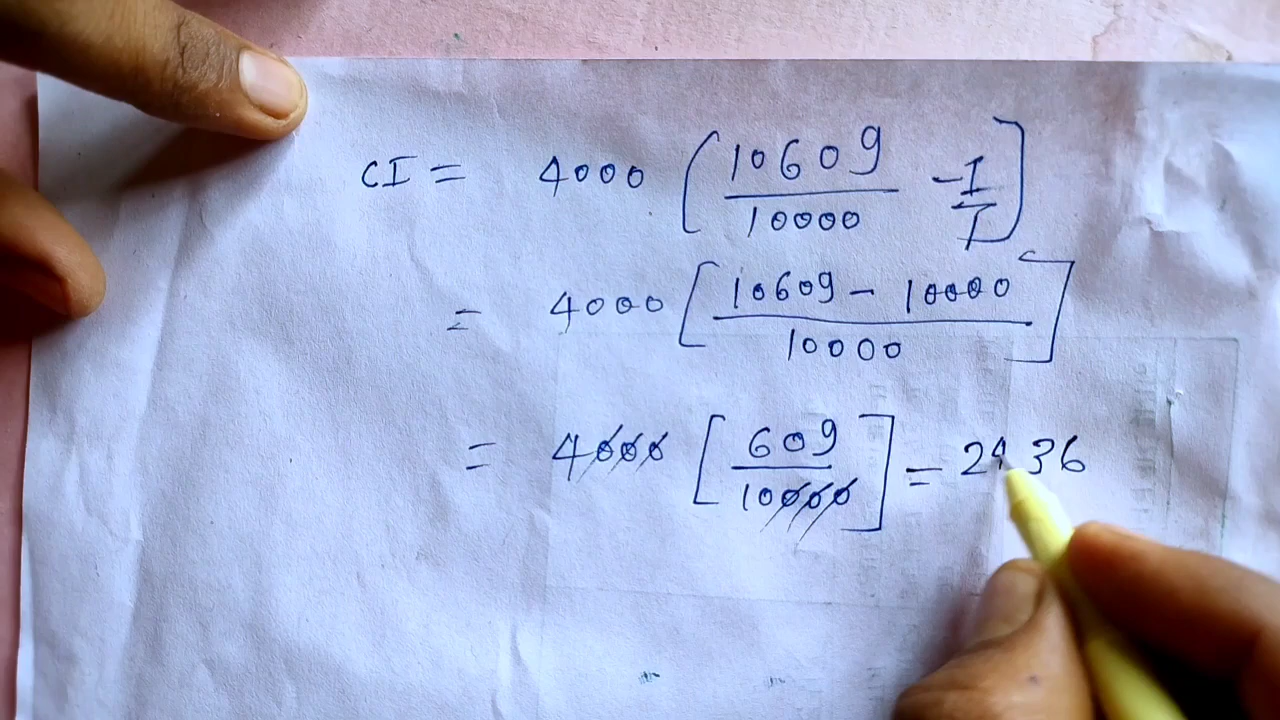 CI = 4000 ( 10609/10000 - 1/1 ]
= 4000 [ 10609 - 10000 / 10000 ]
= 4000 [ 609/10000 ] = 2436